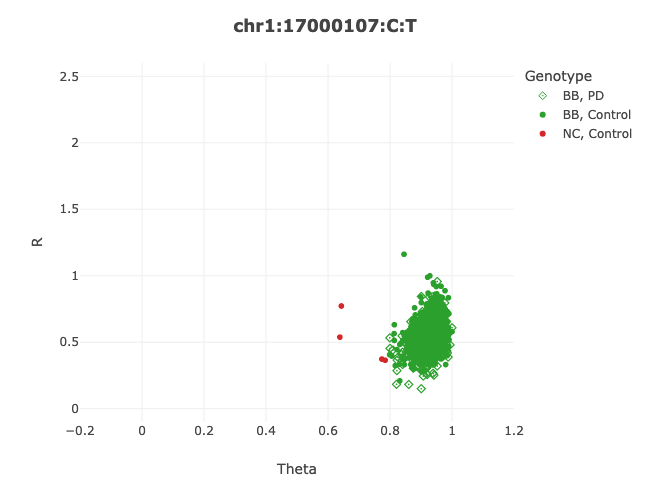 chr1:17000107:C:T
Genotype
BB, PD
BB, Control
NC, Control
2.5
2
1.5
1
0.5
0
R
−0.2 0 0.2 0.4 0.6 0.8 1 1.2
Theta